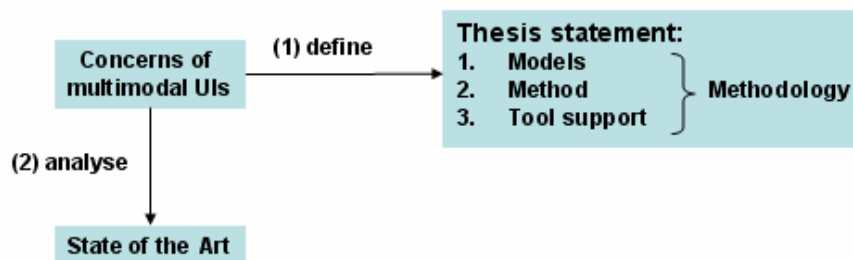 Concerns of
multimodal UIs
(1) define
Thesis statement:
1. Models
2. Method
3. Tool support
Methodology
(2) analyse
State of the Art